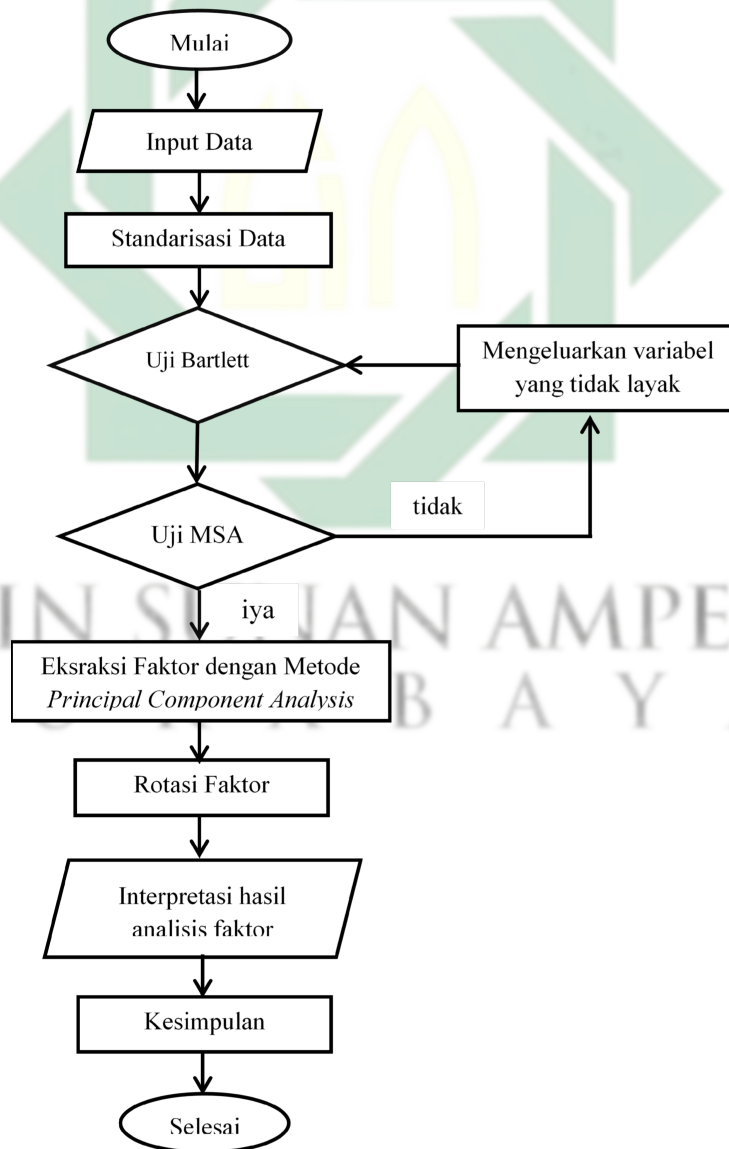 Mulai
Input Data
Standarisasi Data
Uji Bartlett
Mengeluarkan variabel
yang tidak layak
Uji MSA
tidak
iya
Eksraksi Faktor dengan Metode
Principal Component Analysis
Rotasi Faktor
Interpretasi hasil
analisis faktor
Kesimpulan
Selesai